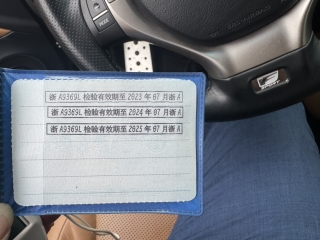 MODE
浙 A9369L 检验有效期至 2023 年 07 月浙 A
浙 A9369L 检验有效期至 2024 年 07 月浙 A
浙 A9369L 检验有效期至 2025 年 07 月浙 A